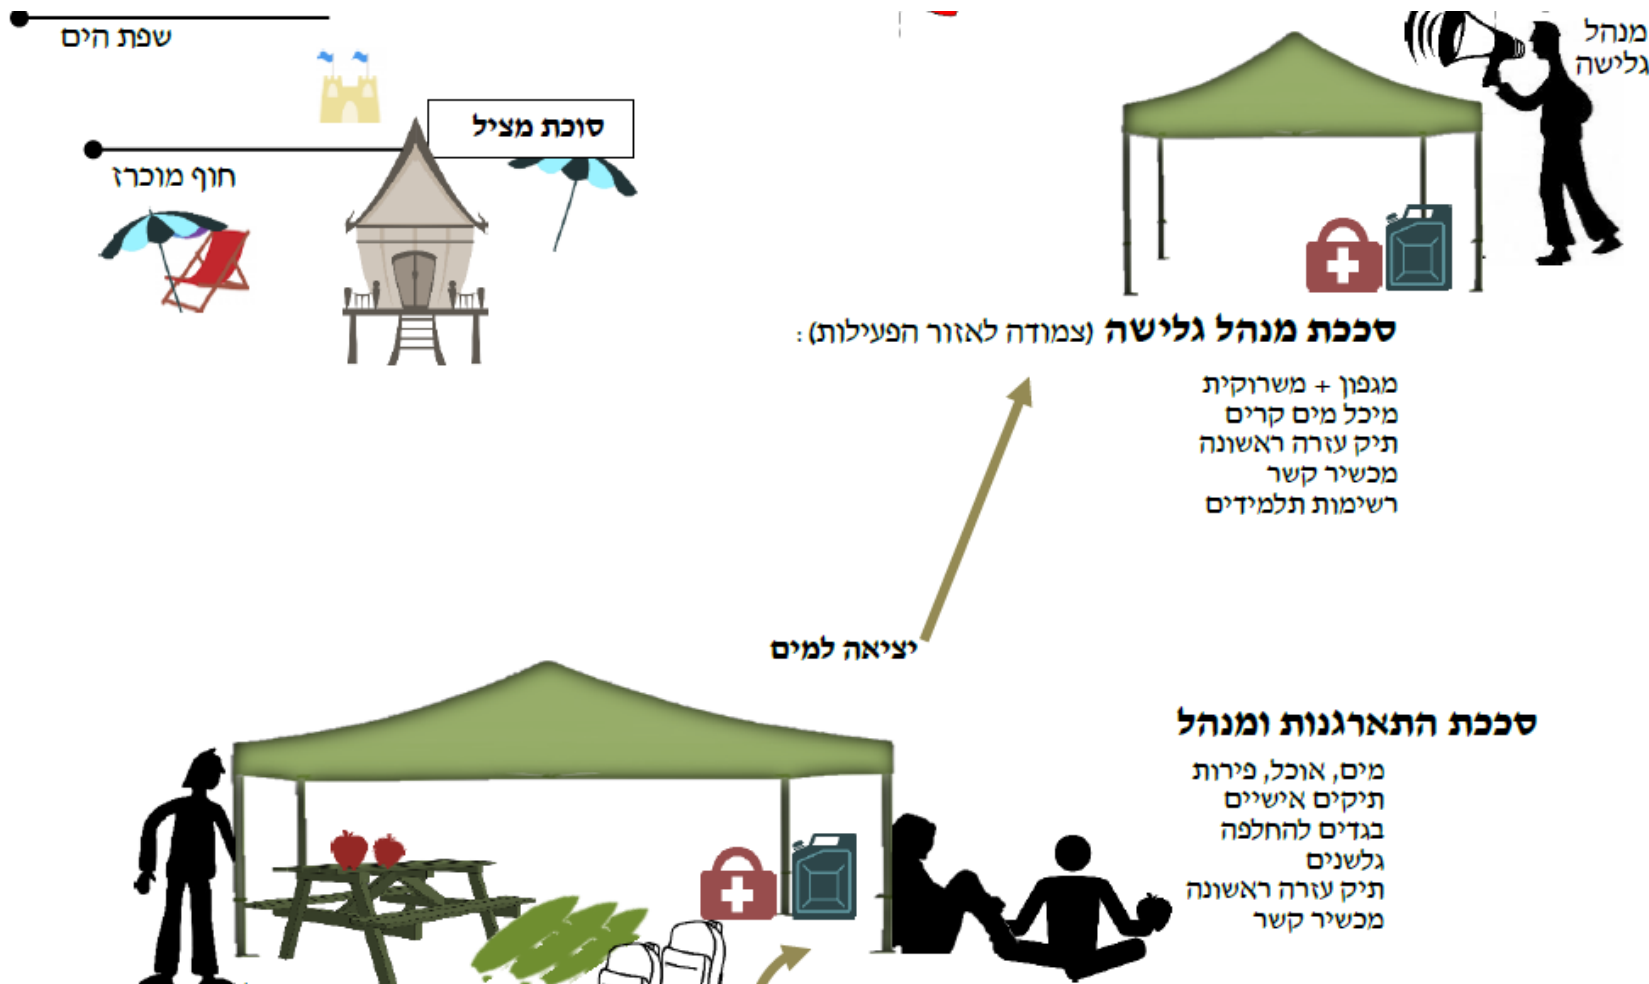 שפת הים
מנהל
גלישה
סוכת מציל
חוף מוכרז
סככת מנהל גלישה (צמודה לאזור הפעילות):
מגפון + משרוקית
מיכל מים קרים
תיק עזרה ראשונה
מכשיר קשר
רשימות תלמידים
יציאה למים
סככת התארגנות ומנהל
מים, אוכל, פירות
תיקים אישיים
בגדים להחלפה
גלשנים
תיק עזרה ראשונה
מכשיר קשר